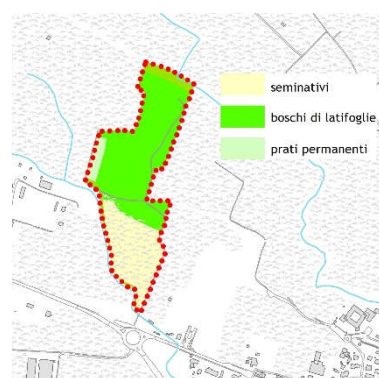 seminativi
boschi di latifoglie
prati permanenti